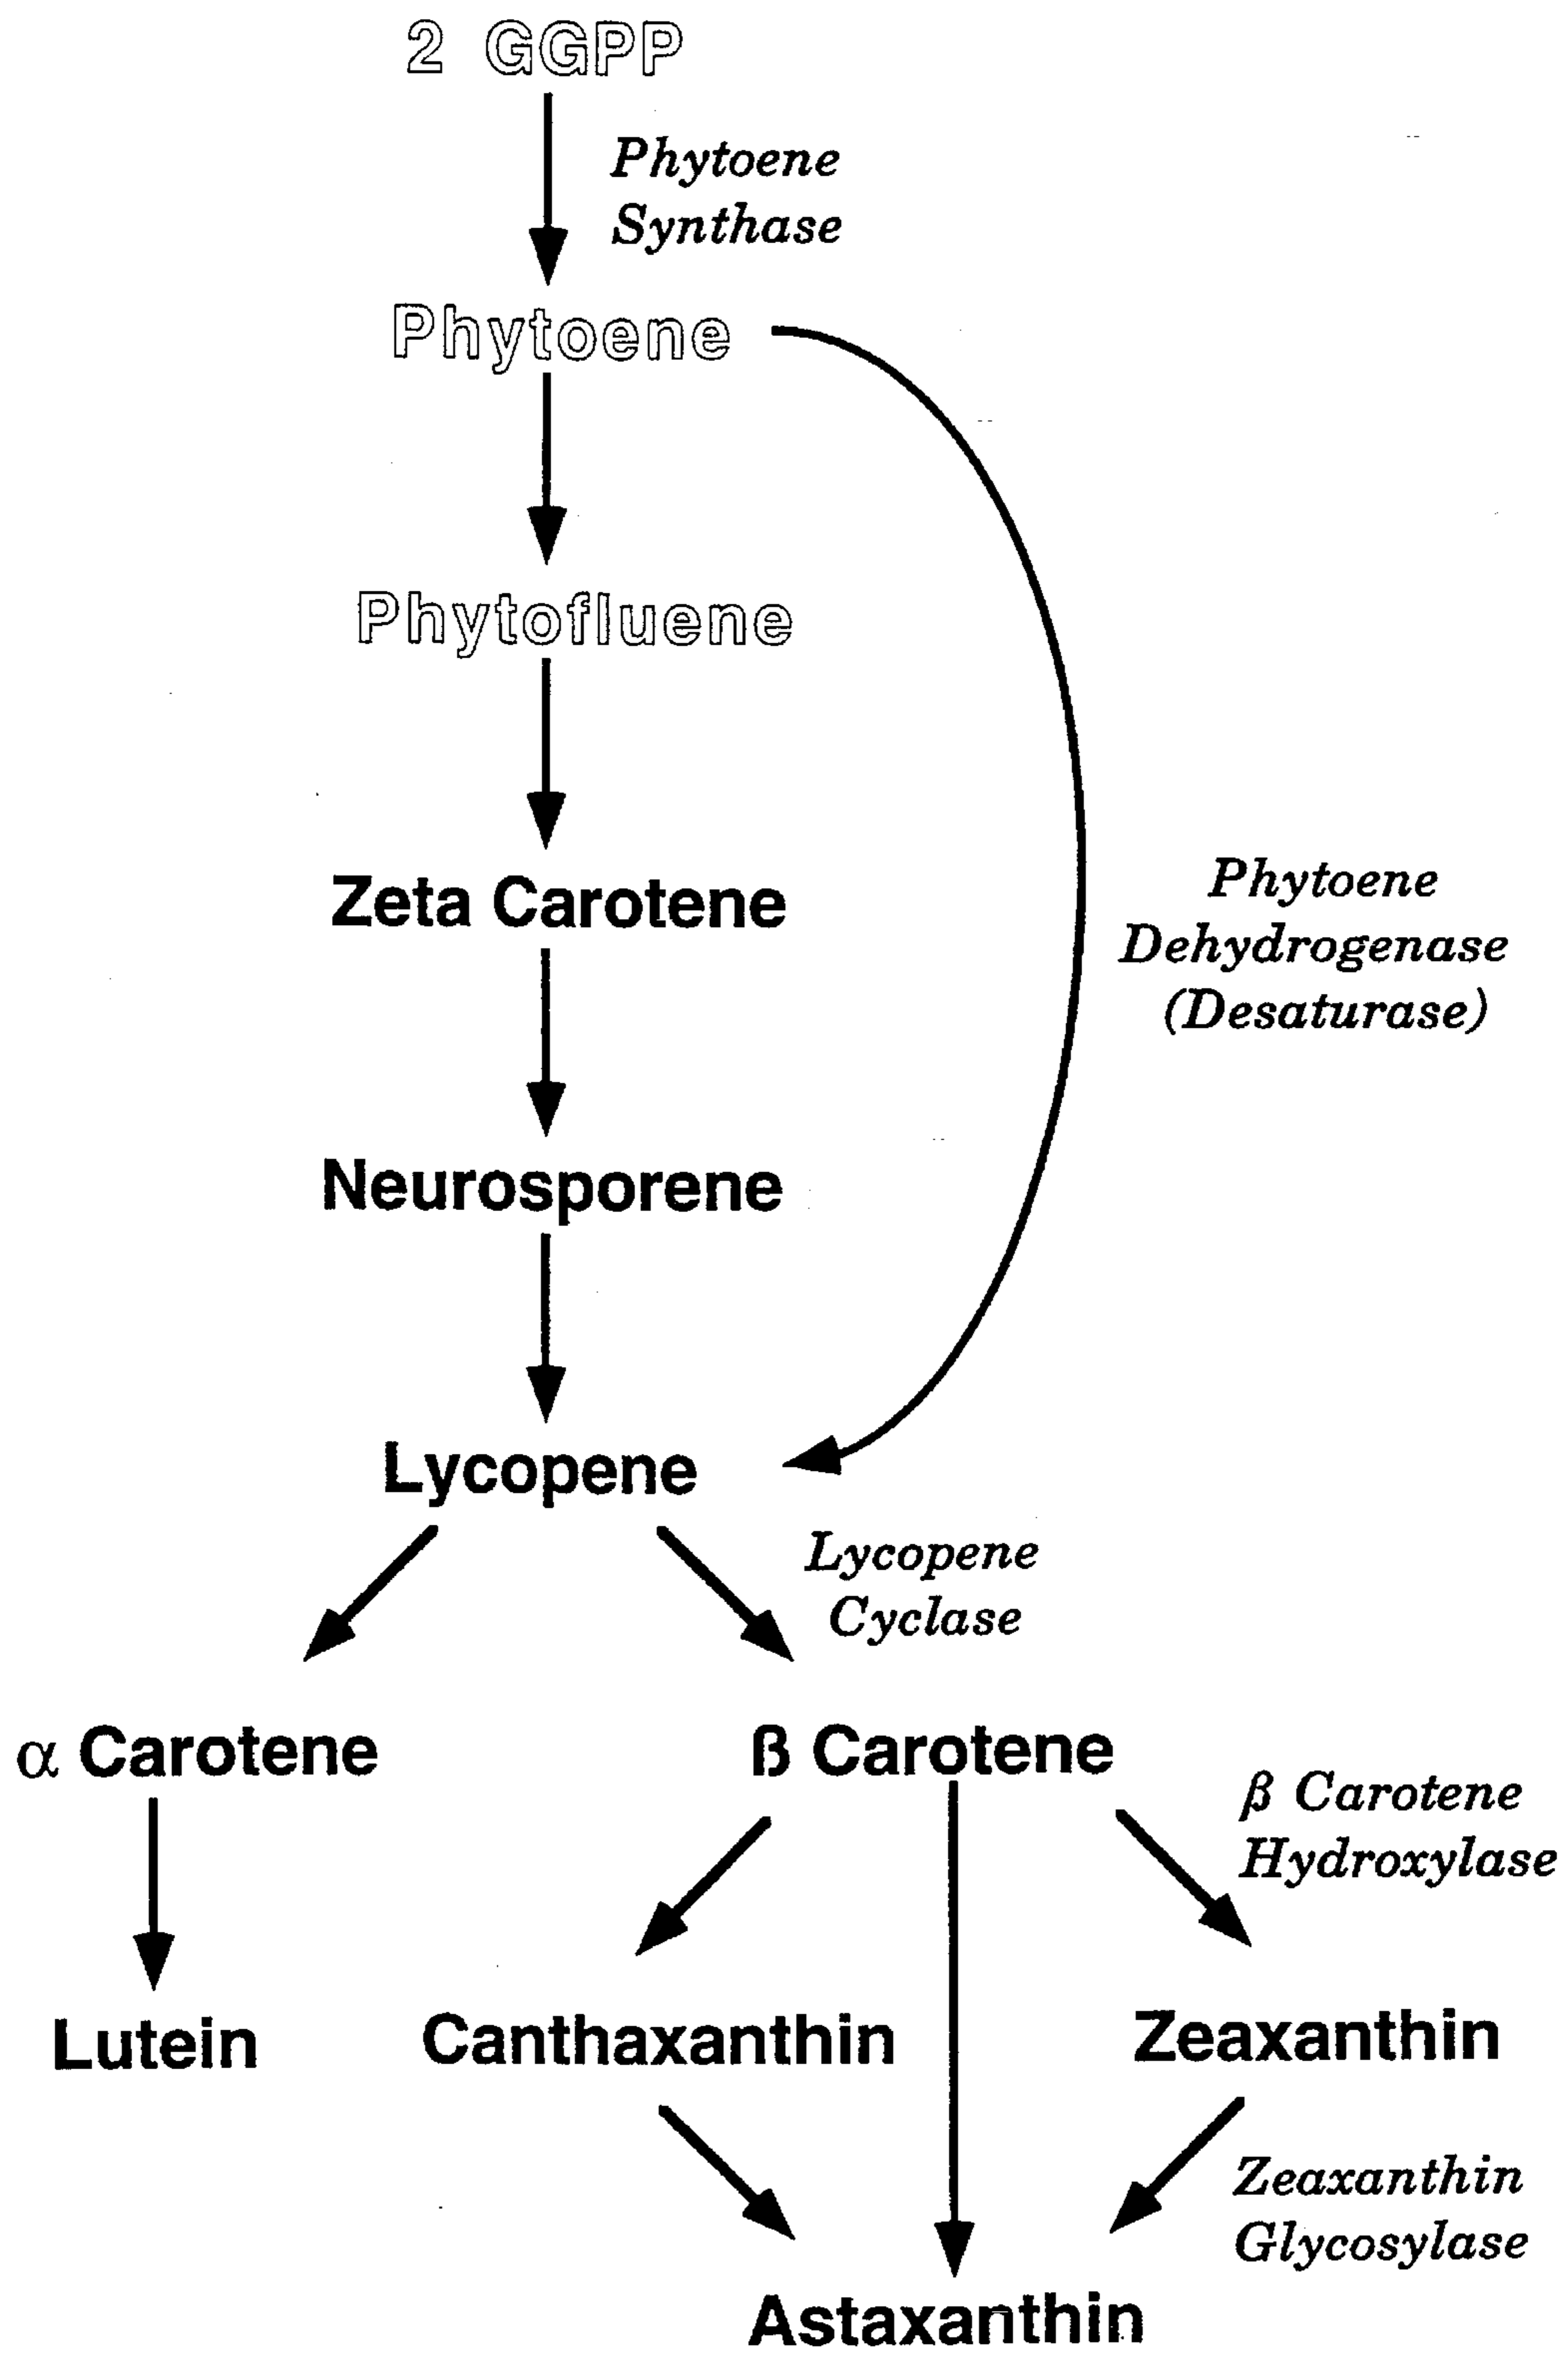 2 GGPP
Phytoene
Synthase
Phytoene
Phytofluene
Zeta Carotene
Phytoene
Dehydrogenase
(Desaturase)
Neurosporene
Lycopene
Lycopene
Cyclase
α Carotene
ß Carotene
β Carotene
Hydroxylase
Lutein
Canthaxanthin
Zeaxanthin
Zeaxanthin
Glycosylase
Astaxanthin